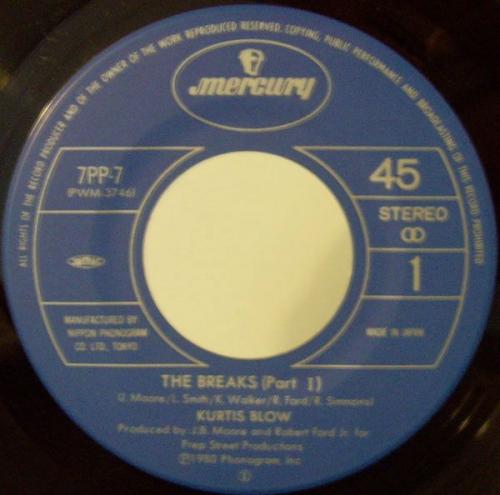 ALL RIGHTS OF THE RECORD PRODUCER AND OF THE OWNER OF THE WORK REPRODUCED RESERVED. COPYING, PUBLIC PERFORMANCE AND BROADCASTING OF THIS RECORD PROHIBITED
mercury
7PP-7
(PWM-3746)
45
STEREO
1
MANUFACTURED BY
NIPPON PHONOGRAM
CO. LTD., TOKYO
MADE IN JAPAN
THE BREAKS (Part 1)
(J. Moore/L. Smith/K. Walker/R. Ford/R. Simmons)
KURTIS BLOW
Produced by J.B. Moore and Robert Ford Jr. for
Prep Street Productions
Ⓟ1980 Phonogram, Inc